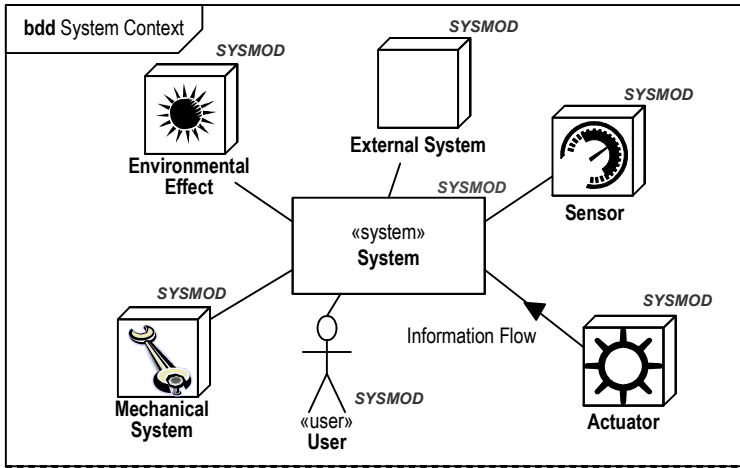 bdd System Context
SYSMOD
SYSMOD
SYSMOD
Environmental
Effect
External System
Sensor
SYSMOD
«system»
System
SYSMOD
Mechanical
System
Information Flow
SYSMOD
Actuator
SYSMOD
«user»
User